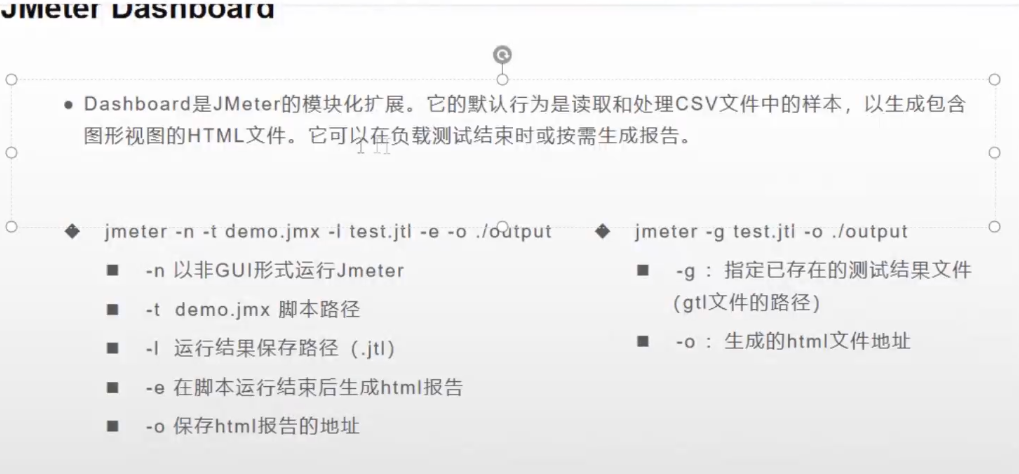 JMeter Dashboard
Dashboard是JMeter的模块化扩展。它的默认行为是读取和处理CSV文件中的样本，以生成包含
图形视图的HTML文件。它可以在负载测试结束时或按需生成报告。
jmeter -n -t demo.jmx -l test.jtl -e -o ./output
-n 以非GUI形式运行Jmeter
-t demo.jmx 脚本路径
-l 运行结果保存路径（.jtl）
-e 在脚本运行结束后生成html报告
-o 保存html报告的地址
jmeter -g test.jtl -o ./output
-g ：指定已存在的测试结果文件
（gtl文件的路径）
-o ：生成的html文件地址